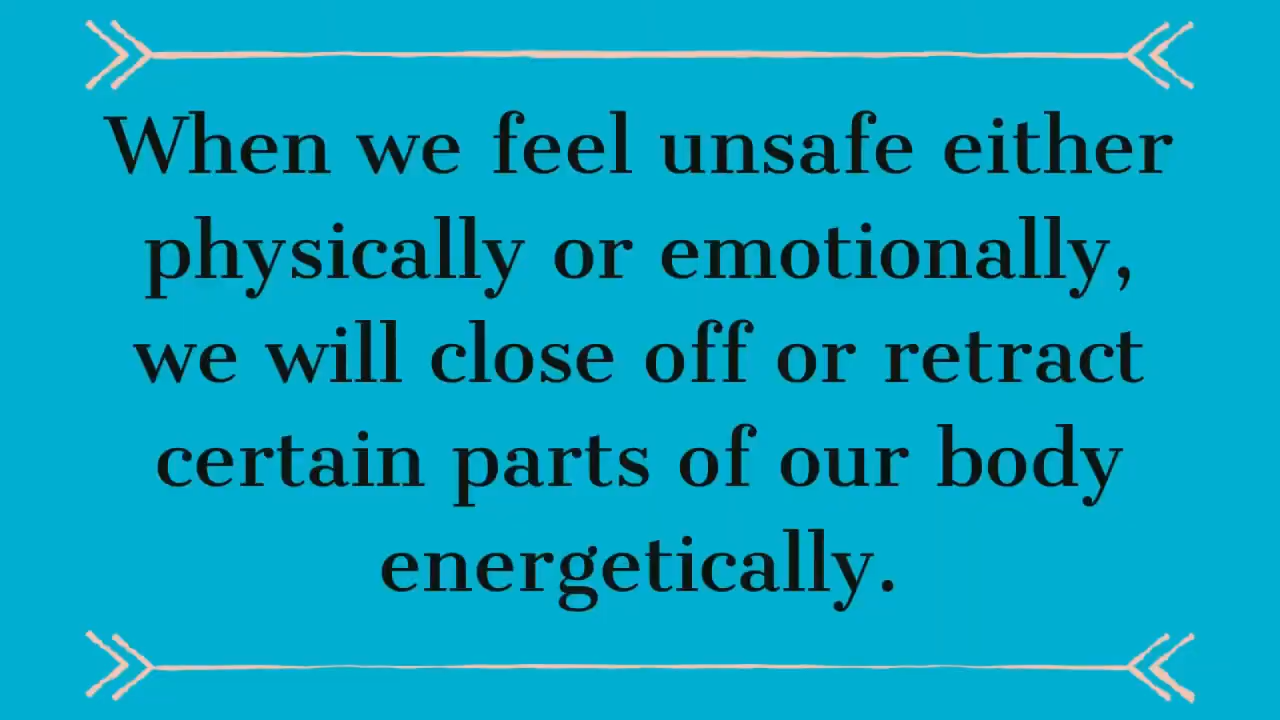 When we feel unsafe either
physically or emotionally,
we will close off or retract
certain parts of our body
energetically.